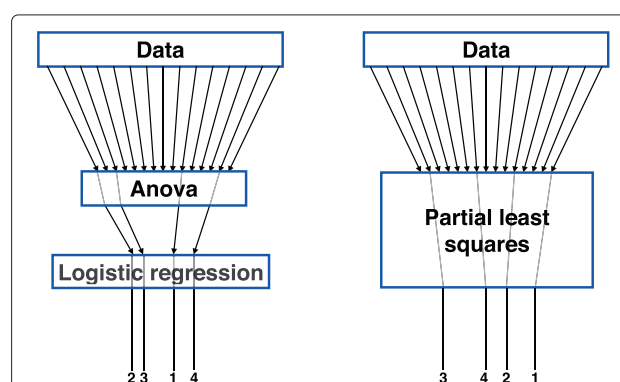 Data
Anova
Logistic regression
2 3 1 4
Data
Partial least
squares
3 4 2 1